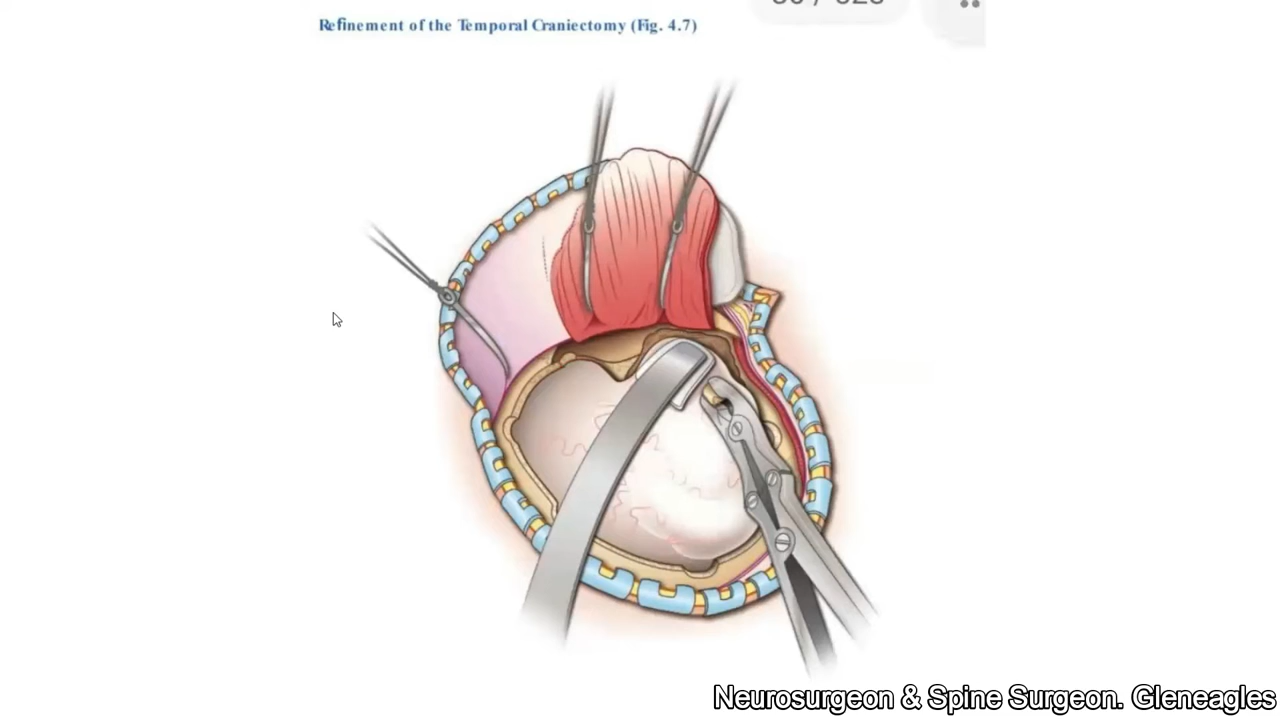 Refinement of the Temporal Craniectomy (Fig. 4.7)
Neurosurgeon & Spine Surgeon. Gleneagles